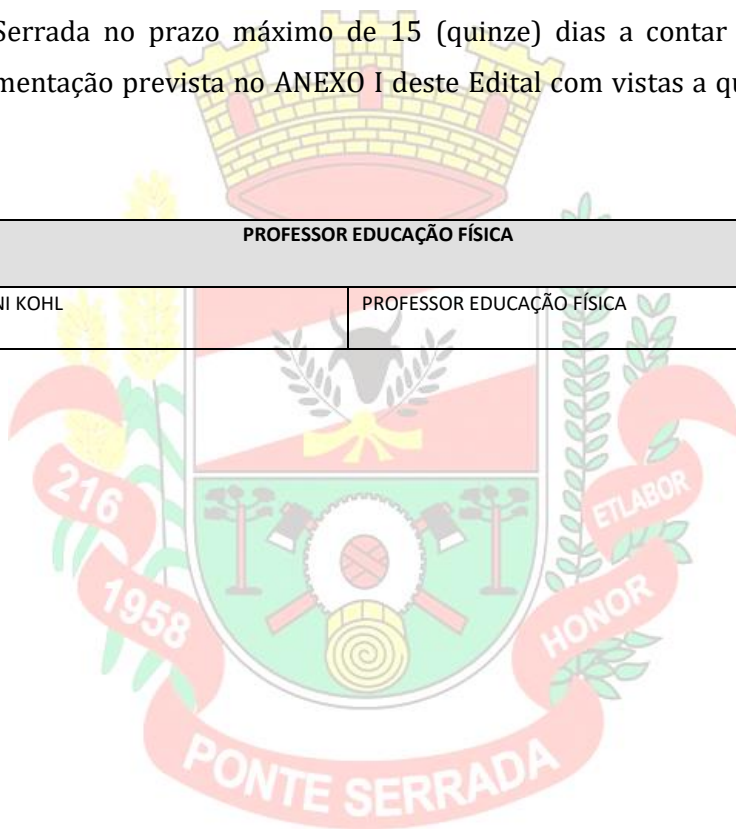 Serrada no prazo máximo de 15 (quinze) dias a contar
mentação prevista no ANEXO I deste Edital com vistas a qu
PROFESSOR EDUCAÇÃO FÍSICA
NI KOHL PROFESSOR EDUCAÇÃO FÍSICA
216
1958
ETLABOR
HONOR
PONTE SERRADA